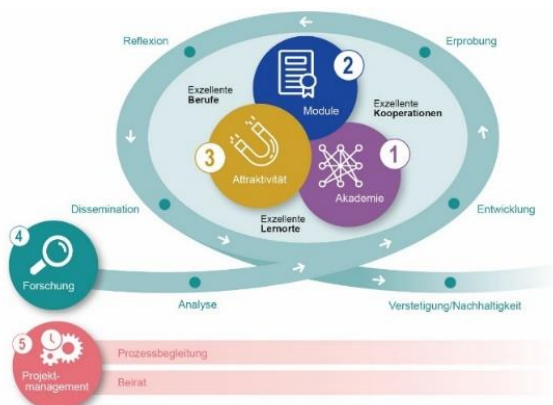 Reflexion
Erprobung
2
Exzellente
Berufe
Module
Exzellente
Kooperationen
3
1
Attraktivität
Akademie
Dissemination
Exzellente
Lernorte
Entwicklung
4
Forschung
Analyse
Verstetigung/Nachhaltigkeit
5
Projekt-
management
Prozessbegleitung
Beirat